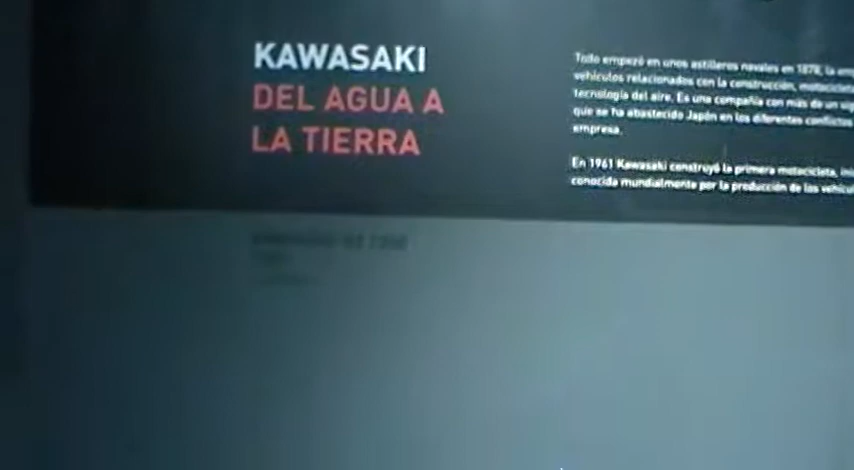 KAWASAKI
DEL AGUA A
LA TIERRA
Todo empezó en unos astilleros navales en 1878, la
vehículos relacionados con la construcción,
tecnología del aire. Es una compañía con más de un
que se ha abastecido Japón en los diferentes conflictos
empresa.
En 1961 Kawasaki construyó la primera motocicleta,
conocida mundialmente por la producción de los